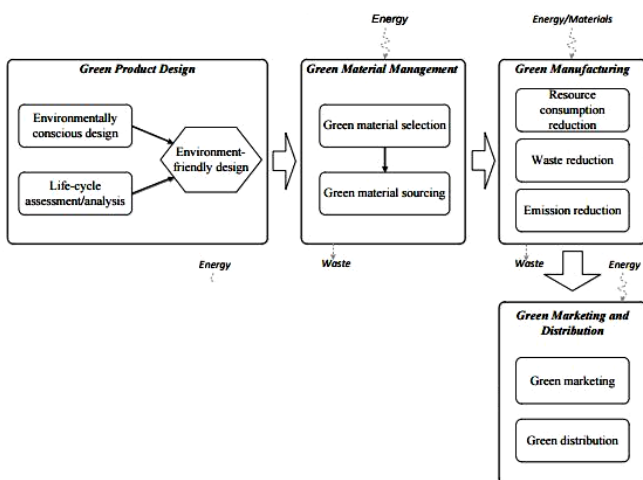 Energy
Energy/Materials
Green Product Design
Environmentally
conscious design
Life-cycle
assessment/analysis
Environment-
friendly design
Green Material Management
Green material selection
Green material sourcing
Green Manufacturing
Resource
consumption
reduction
Waste reduction
Emission reduction
Energy
Waste
Waste
Energy
Green Marketing and
Distribution
Green marketing
Green distribution